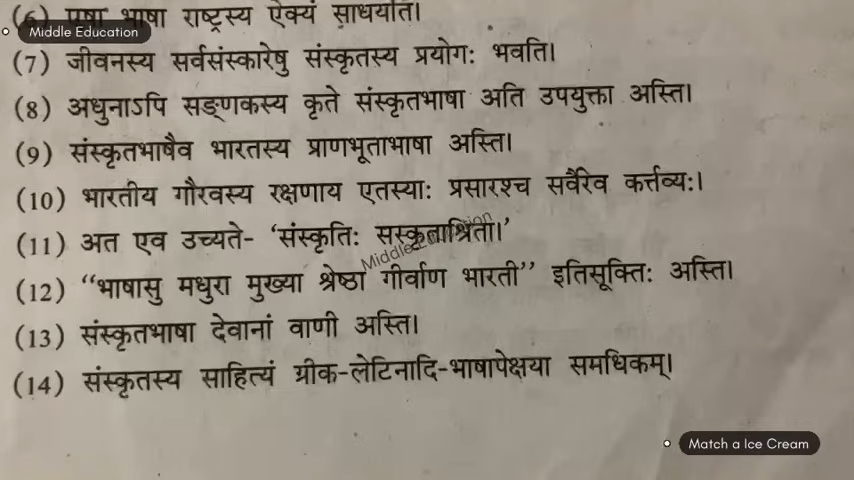 (6) एषा भाषा राष्ट्रस्य ऐक्यं साधयति।
Middle Education
(7) जीवनस्य सर्वसंस्कारेषु संस्कृतस्य प्रयोगः भवति।
(8) अधुनाऽपि सङ्णकस्य कृते संस्कृतभाषा अति उपयुक्ता अस्ति।
(9) संस्कृतभाषैव भारतस्य प्राणभूताभाषा अस्ति।
(10) भारतीय गौरवस्य रक्षणाय एतस्याः प्रसारश्च सर्वैरेव कर्त्तव्यः।
(11) अत एव उच्यते- ‘संस्कृतिः सस्कृताश्रिता।’
(12) “भाषासु मधुरा मुख्या श्रेष्ठा गीर्वाण भारती” इतिसूक्तिः अस्ति।
(13) संस्कृतभाषा देवानां वाणी अस्ति।
(14) संस्कृतस्य साहित्यं ग्रीक-लेटिनादि-भाषापेक्षया समधिकम्।
Match a Ice Cream